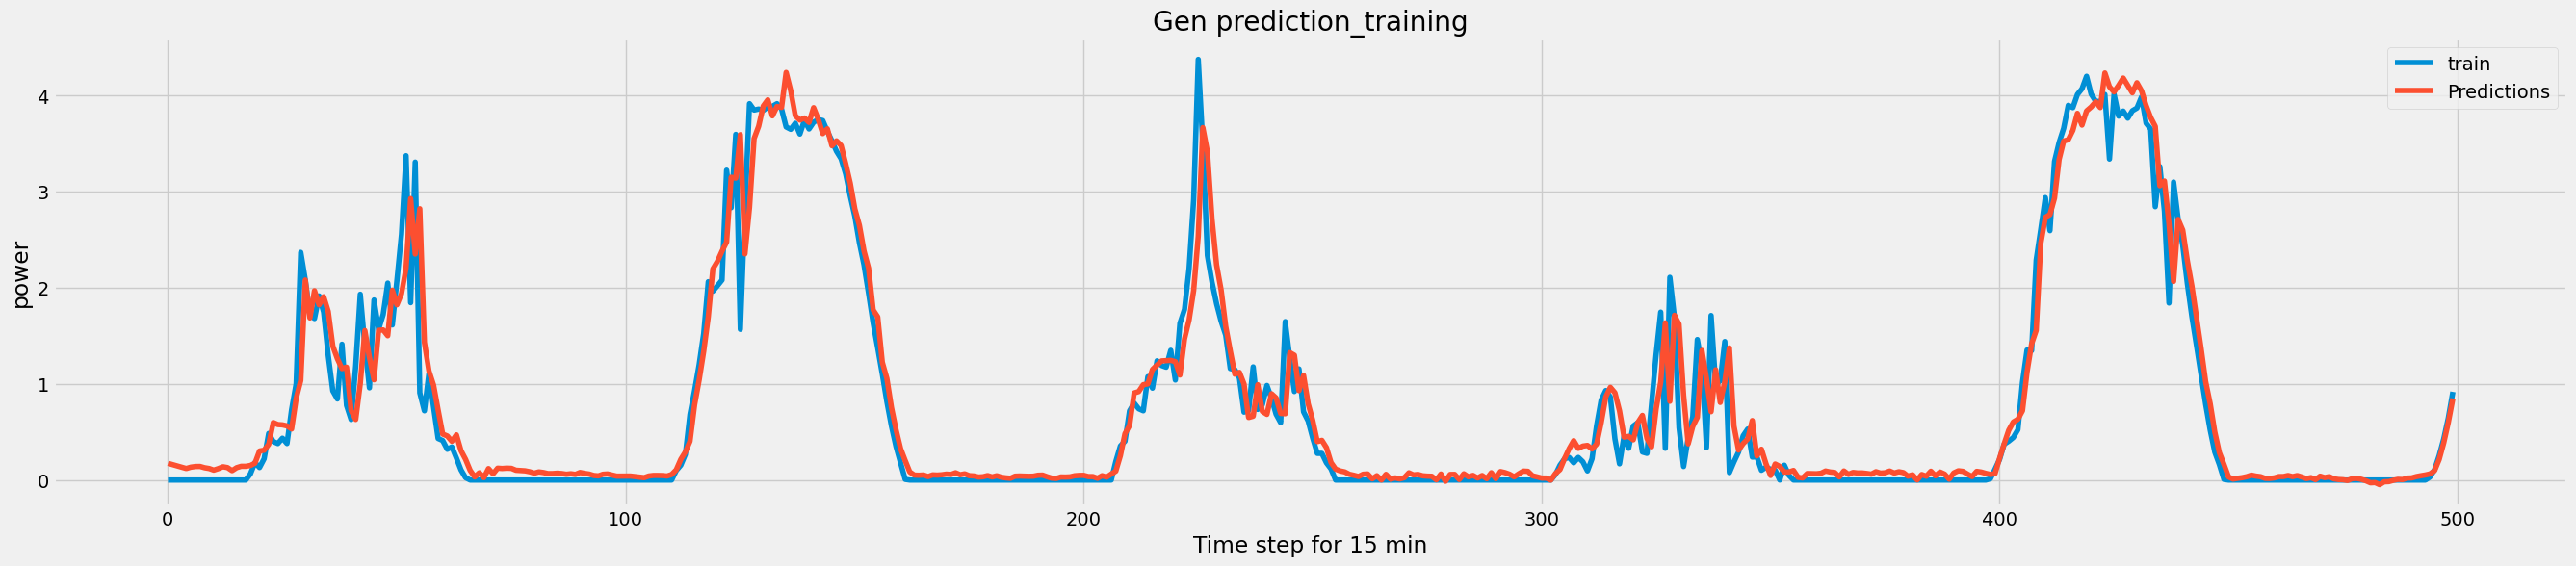 Gen prediction_training
train
Predictions
power
4
3
2
1
0
0 100 200 300 400 500
Time step for 15 min